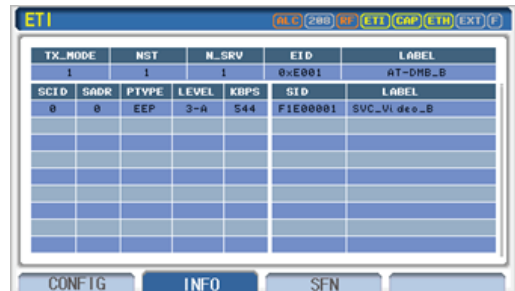 ETI ALC 208 RF ETI CAP ETH EXT F
TX_MODE NST N_SRV EID LABEL
1 1 1 0xE001 AT-DMB_B
SCID SADR PTYPE LEVEL KBPS SID LABEL
0 0 EEP 3-A 544 F1E00001 SVC_Video_B
CONFIG INFO SFN